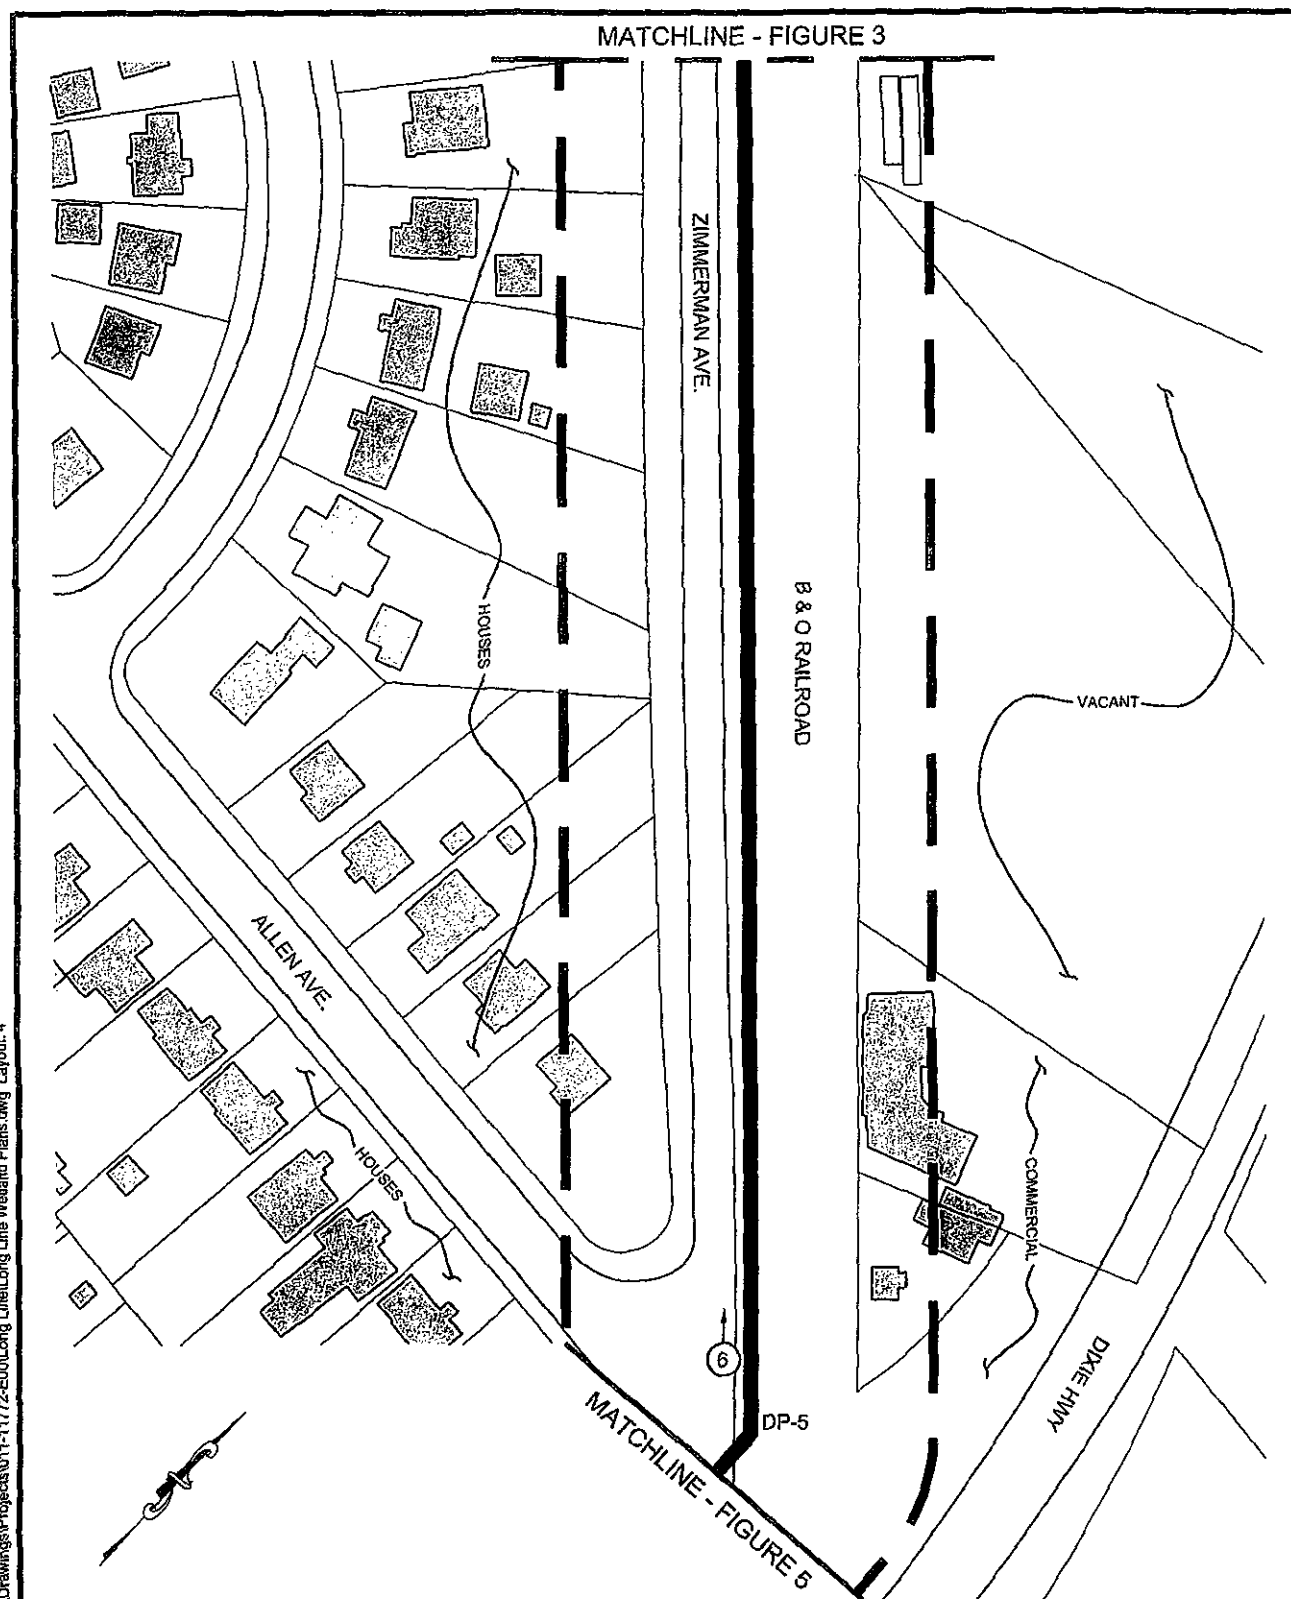 MATCHLINE - FIGURE 3
ZIMMERMAN AVE.
B & O RAILROAD
HOUSES
VACANT
ALLEN AVE.
HOUSES
COMMERCIAL
DIXIE HWY
6
DP-5
MATCHLINE - FIGURE 5